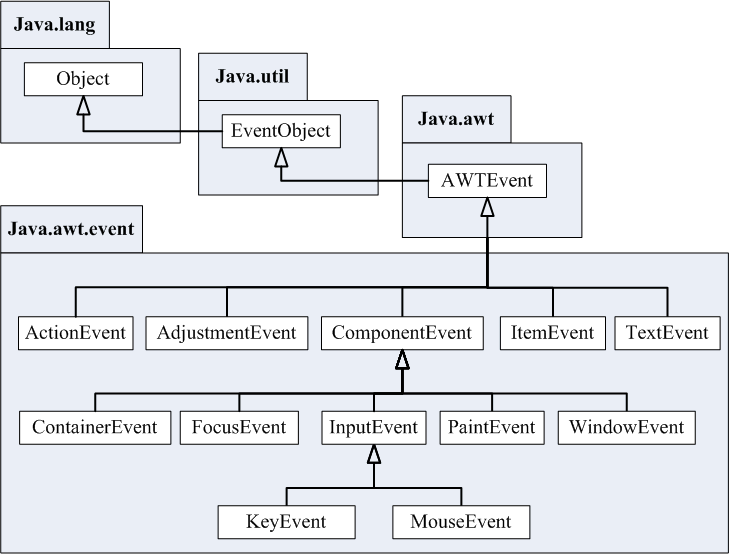 Java.lang
Object
Java.util
EventObject
Java.awt
AWTEvent
Java.awt.event
ActionEvent
AdjustmentEvent
ComponentEvent
ItemEvent
TextEvent
ContainerEvent
FocusEvent
InputEvent
PaintEvent
WindowEvent
KeyEvent
MouseEvent